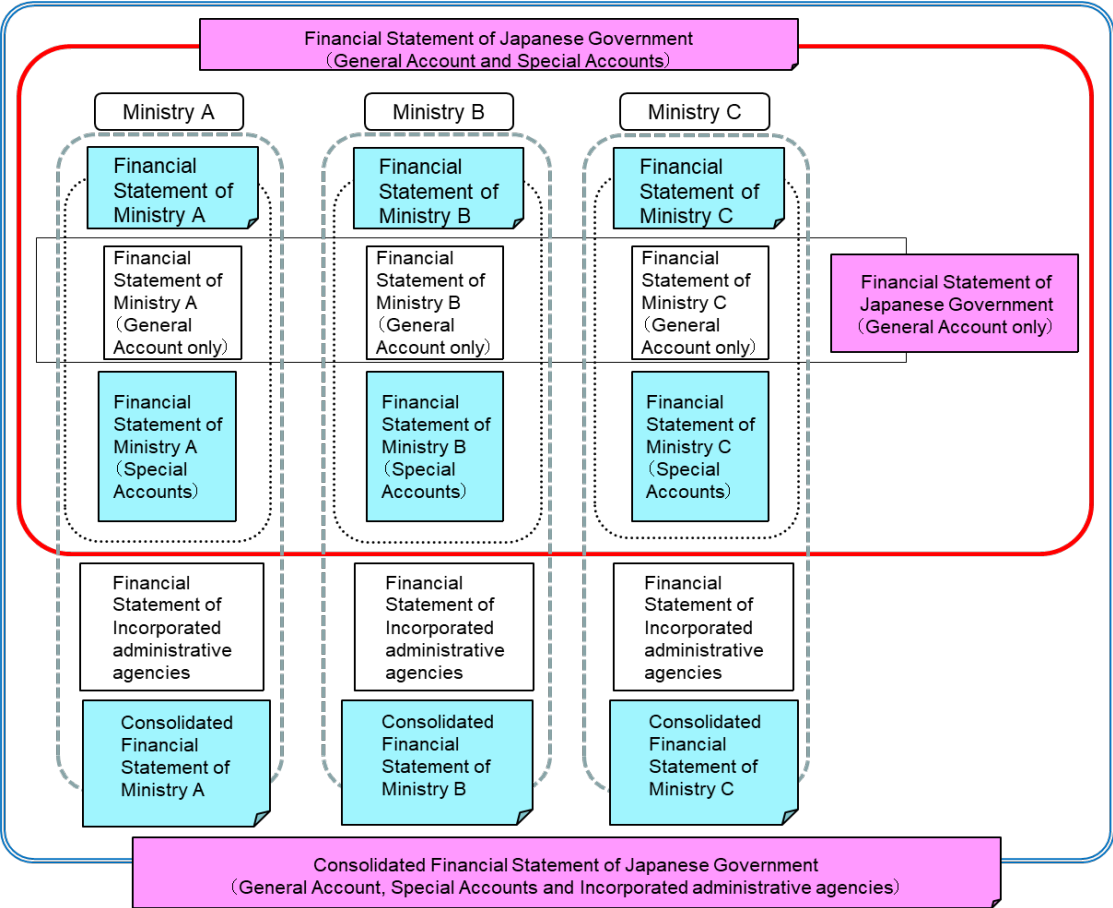 Financial Statement of Japanese Government
（General Account and Special Accounts）
Ministry A
Ministry B
Ministry C
Financial
Statement of
Ministry A
Financial
Statement of
Ministry B
Financial
Statement of
Ministry C
Financial
Statement of
Ministry A
（General
Account only）
Financial
Statement of
Ministry B
（General
Account only）
Financial
Statement of
Ministry C
（General
Account only）
Financial Statement of
Japanese Government
（General Account only）
Financial
Statement of
Ministry A
（Special
Accounts）
Financial
Statement of
Ministry B
（Special
Accounts）
Financial
Statement of
Ministry C
（Special
Accounts）
Financial
Statement of
Incorporated
administrative
agencies
Financial
Statement of
Incorporated
administrative
agencies
Financial
Statement of
Incorporated
administrative
agencies
Consolidated
Financial
Statement of
Ministry A
Consolidated
Financial
Statement of
Ministry B
Consolidated
Financial
Statement of
Ministry C
Consolidated Financial Statement of Japanese Government
（General Account, Special Accounts and Incorporated administrative agencies）